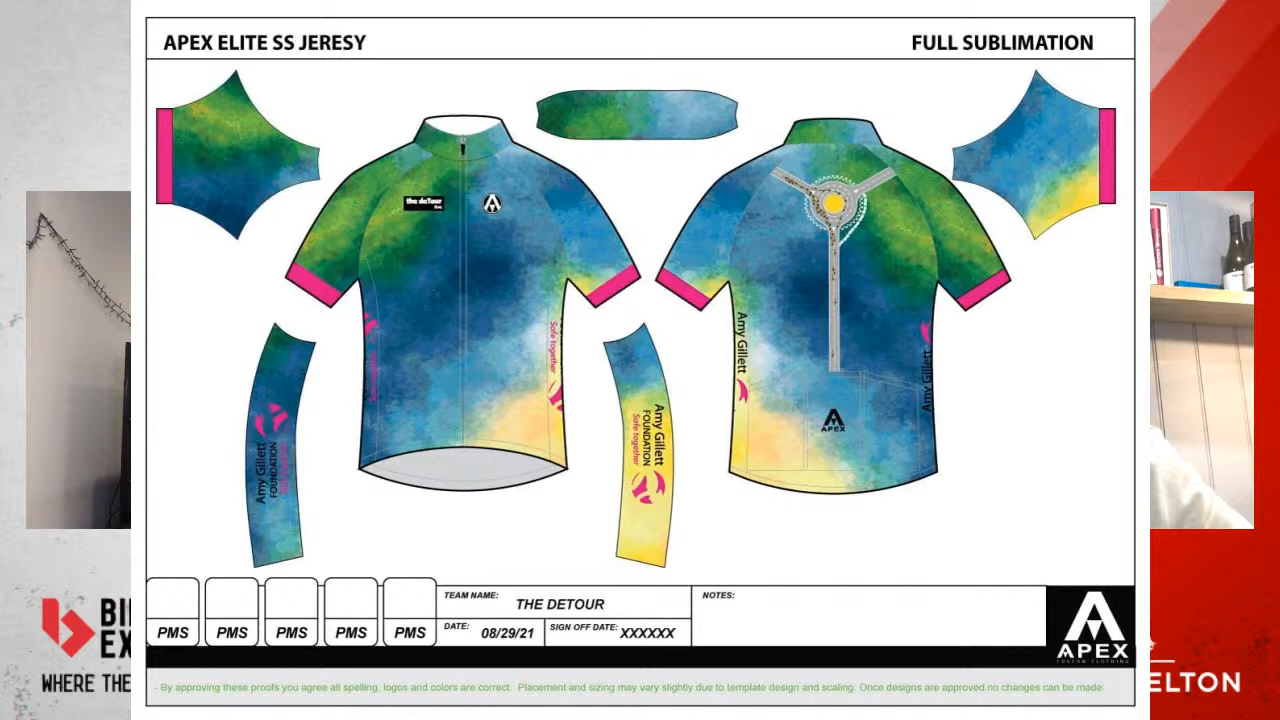 APEX ELITE SS JERESY
FULL SUBLIMATION
the deTour
Safe together
Amy Gillett
Amy Gillett
APEX
Amy Gillett
FOUNDATION
Amy Gillett
FOUNDATION
Safe together
PMS
PMS
PMS
PMS
PMS
TEAM NAME:
THE DETOUR
DATE:
08/29/21
SIGN OFF DATE:
XXXXXX
NOTES:
APEX
CUSTOM CLOTHING
- By approving these proofs you agree all spelling, logos and colors are correct. Placement and sizing may vary slightly due to template design and scaling. Once designs are approved no changes can be made
BI
EX
WHERE THE
ELTON